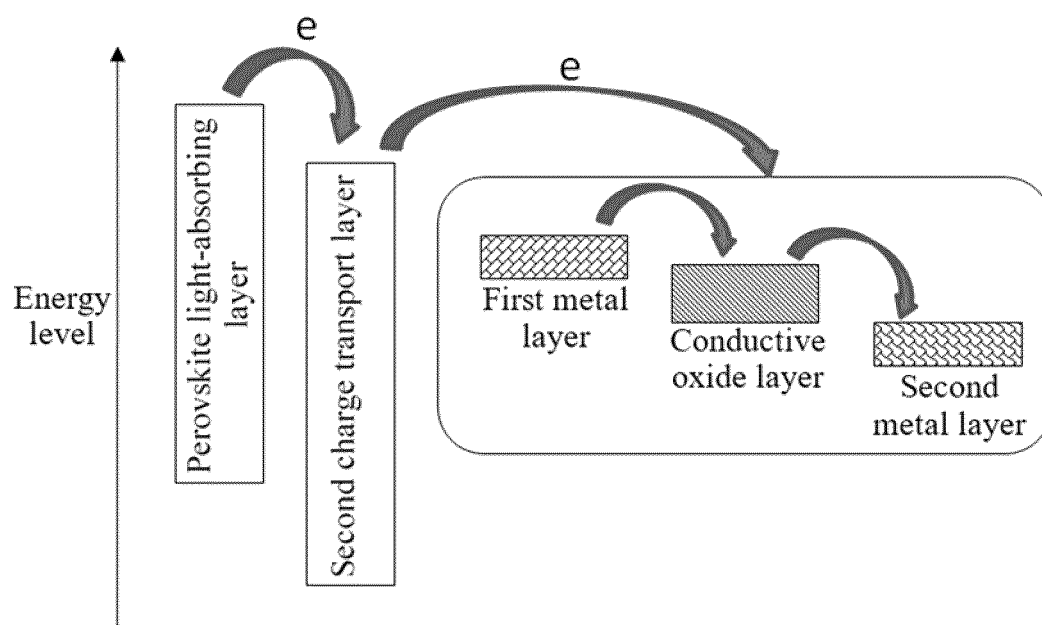 e
e
Energy
level
Perovskite light-absorbing
layer
Second charge transport layer
First metal
layer
Conductive
oxide layer
Second
metal layer